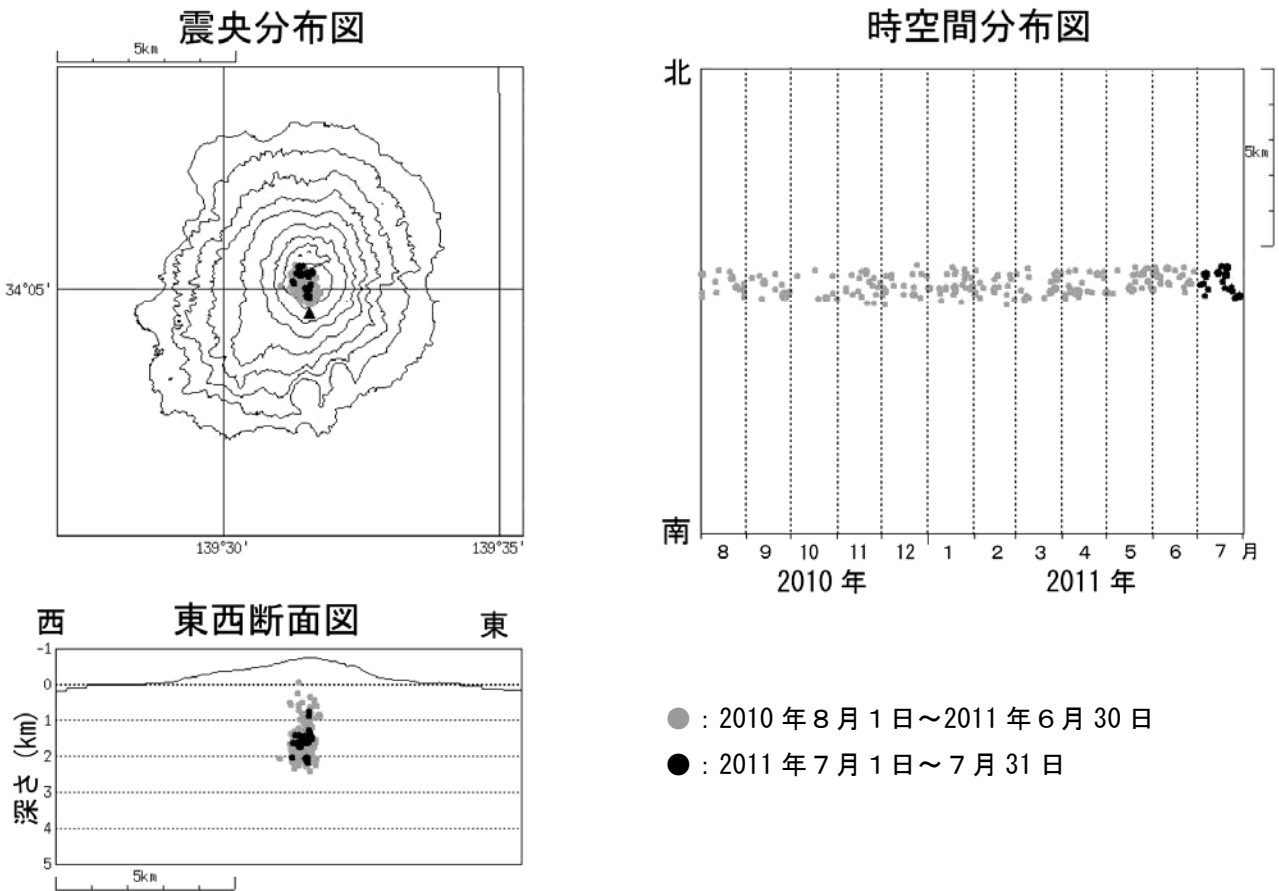 震央分布図
5km
34°05'
139°30'
139°35'
時空間分布図
北
南
5km
8 9 10 11 12 1 2 3 4 5 6 7 月
2010 年 2011 年
東西断面図
西 東
-1
0
1
2
3
4
5
深さ (km)
5km
● : 2010 年８月１日～2011 年６月 30 日
● : 2011 年７月１日～７月 31 日